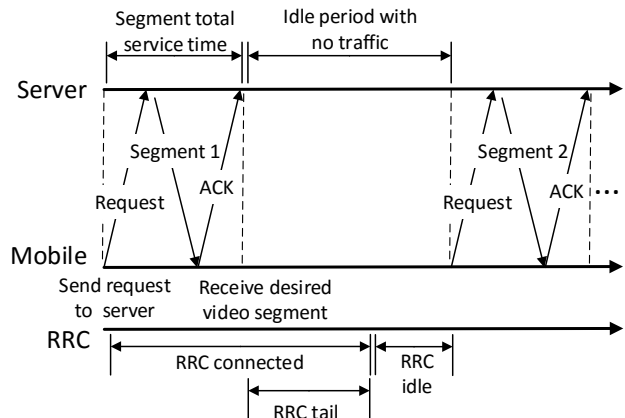 Segment total
service time
Idle period with
no traffic
Server
Segment 1
Segment 2
ACK
ACK
...
Request
Request
Mobile
Send request
to server
Receive desired
video segment
RRC
RRC connected
RRC
idle
RRC tail